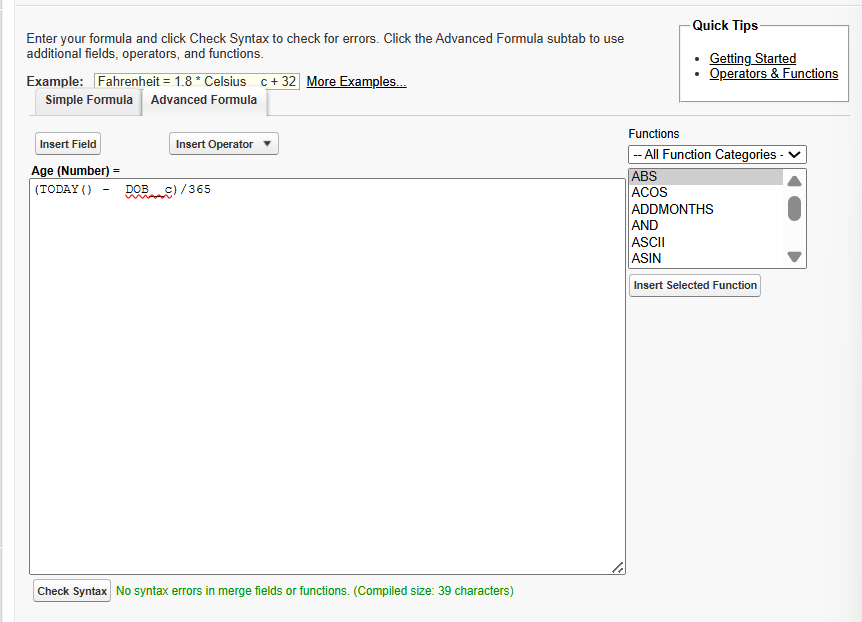 Enter your formula and click Check Syntax to check for errors. Click the Advanced Formula subtab to use
additional fields, operators, and functions.
Example: Fahrenheit = 1.8 * Celsius__c + 32 More Examples...
Quick Tips
• Getting Started
• Operators & Functions
Simple Formula
Advanced Formula
Insert Field
Insert Operator
Age (Number) =
(TODAY() - DOB__c)/365
Functions
-- All Function Categories -
ABS
ACOS
ADDMONTHS
AND
ASCII
ASIN
Insert Selected Function
Check Syntax
No syntax errors in merge fields or functions. (Compiled size: 39 characters)